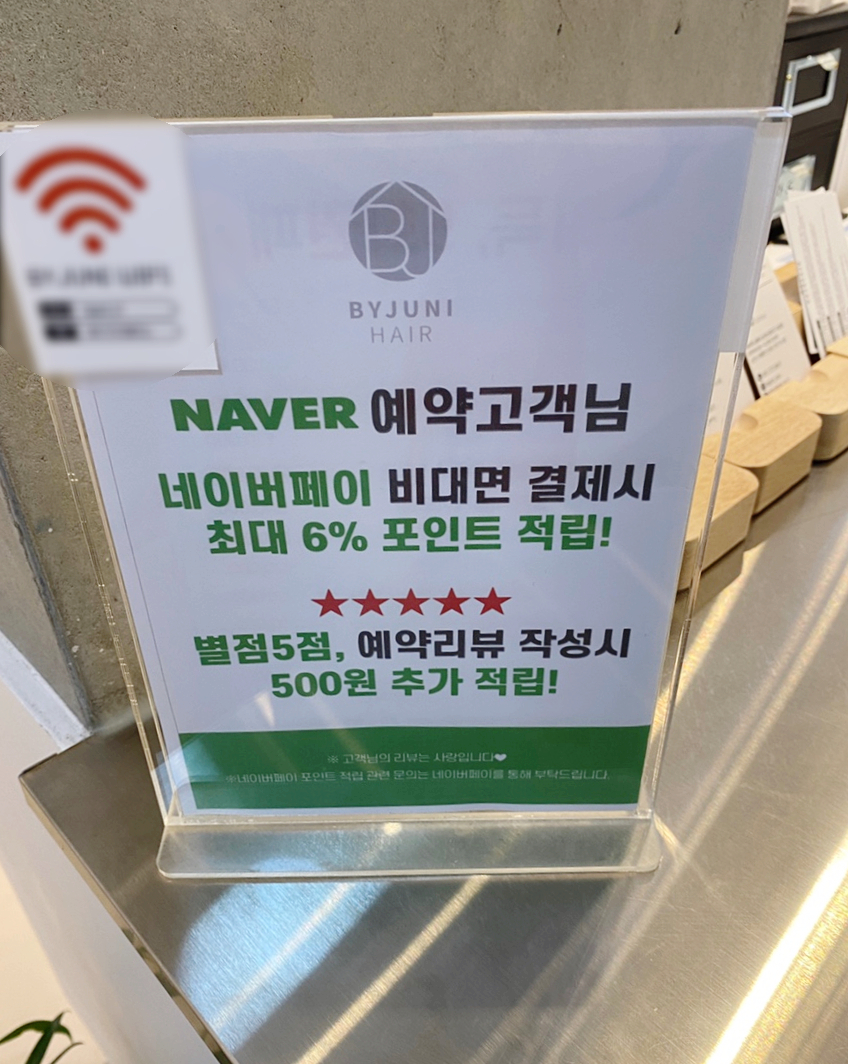 BJ
BYJUNI
HAIR
NAVER 예약고객님
네이버페이 비대면 결제시
최대 6% 포인트 적립!
★★★★★
별점5점, 예약리뷰 작성시
500원 추가 적립!
※ 고객님의 리뷰는 사랑입니다♥
※네이버페이 포인트 적립 관련 문의는 네이버페이를 통해 부탁드립니다.